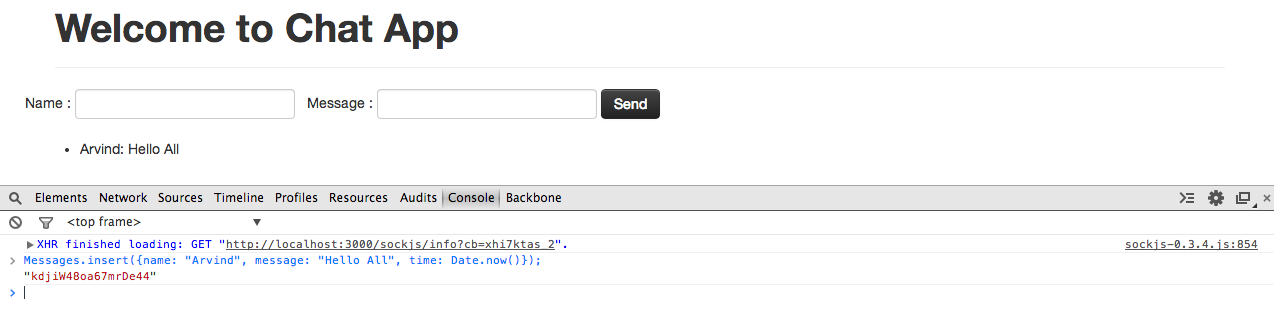 Welcome to Chat App
Name : Message : Send
• Arvind: Hello All
Elements Network Sources Timeline Profiles Resources Audits Console Backbone
<top frame>
XHR finished loading: GET "http://localhost:3000/sockjs/info?cb=xhi7ktas_2". sockjs-0.3.4.js:854
Messages.insert({name: "Arvind", message: "Hello All", time: Date.now()});
"kdjiW48oa67mrDe44"